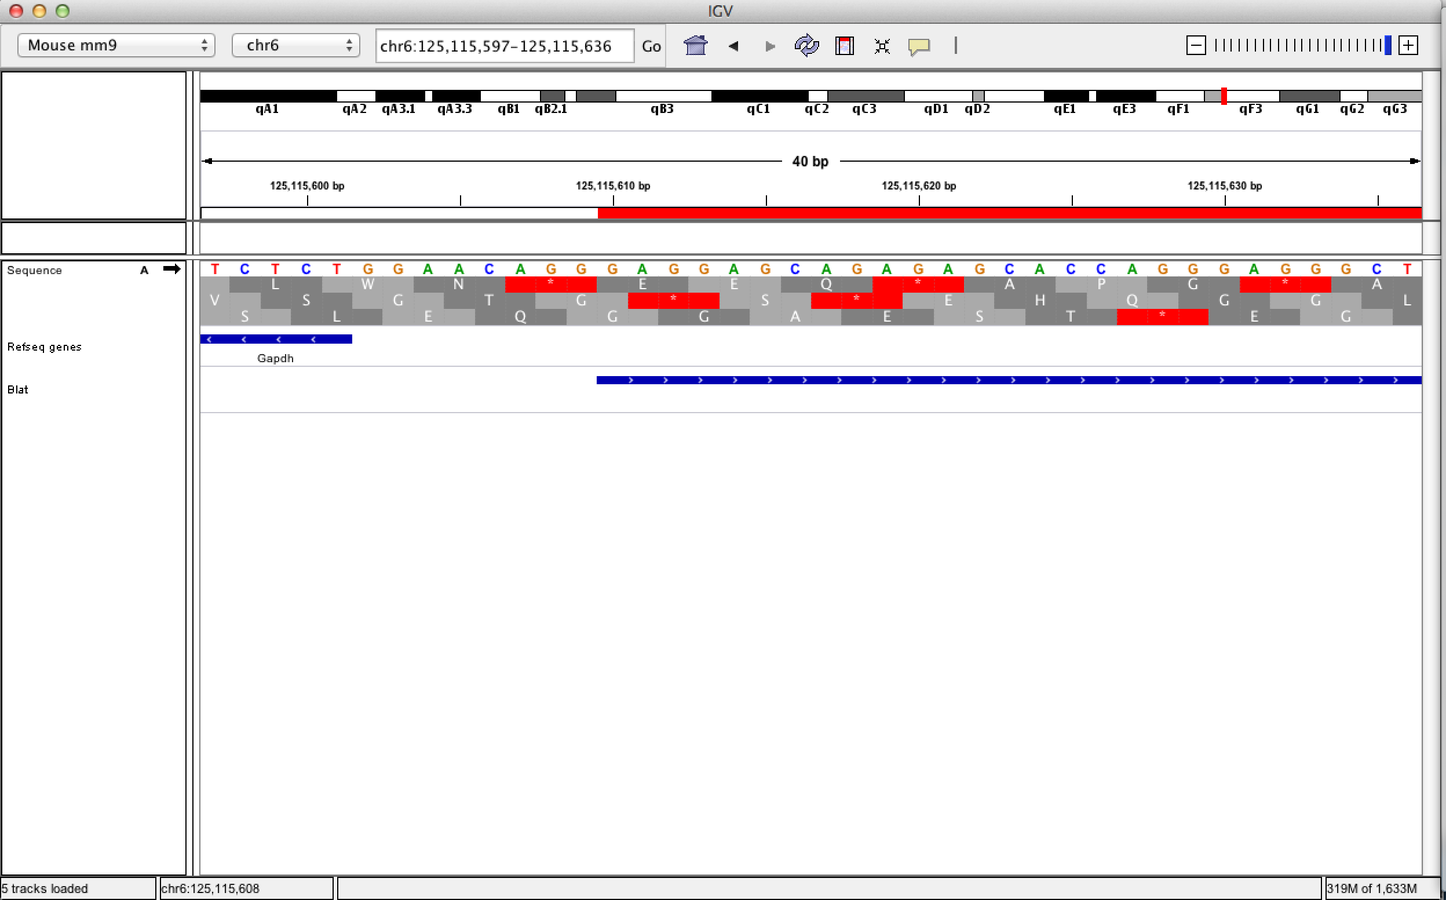 IGV
Mouse mm9 chr6 chr6:125,115,597-125,115,636 Go
qA1 qA2 qA3.1 qA3.3 qB1 qB2.1 qB3 qC1 qC2 qC3 qD1 qD2 qE1 qE3 qF1 qF3 qG1 qG2 qG3
40 bp
125,115,600 bp 125,115,610 bp 125,115,620 bp 125,115,630 bp
Sequence A T C T C T G G A A C A G G G A G G A G C A G A G A G C A C C A G G G A G G G C T
L W N * E E Q * A P G * A
V S G T G * S * E H Q G G L
S L E Q G G A E S T * E G
Refseq genes
Gapdh
Blat
5 tracks loaded chr6:125,115,608 319M of 1,633M